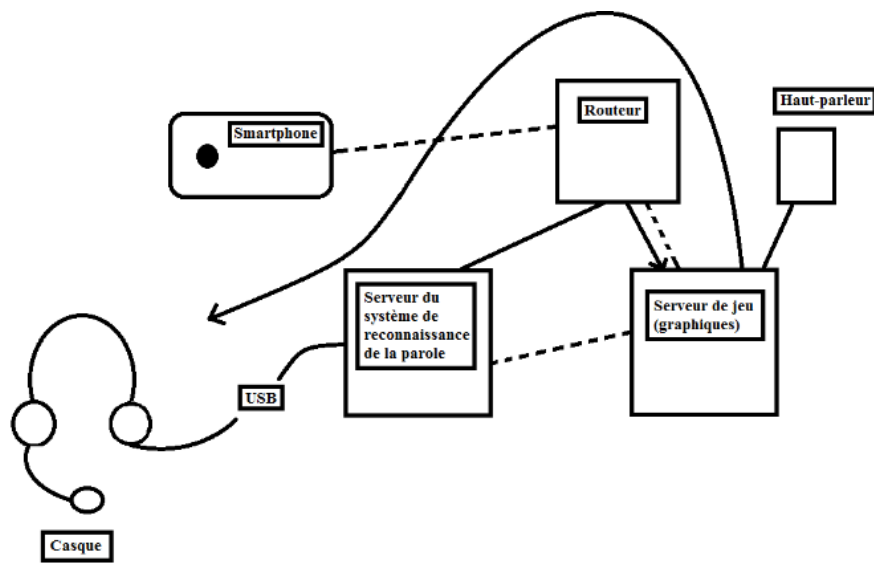 Haut-parleur
Routeur
Smartphone
Serveur du
système de
reconnaissance
de la parole
Serveur de jeu
(graphiques)
USB
Casque